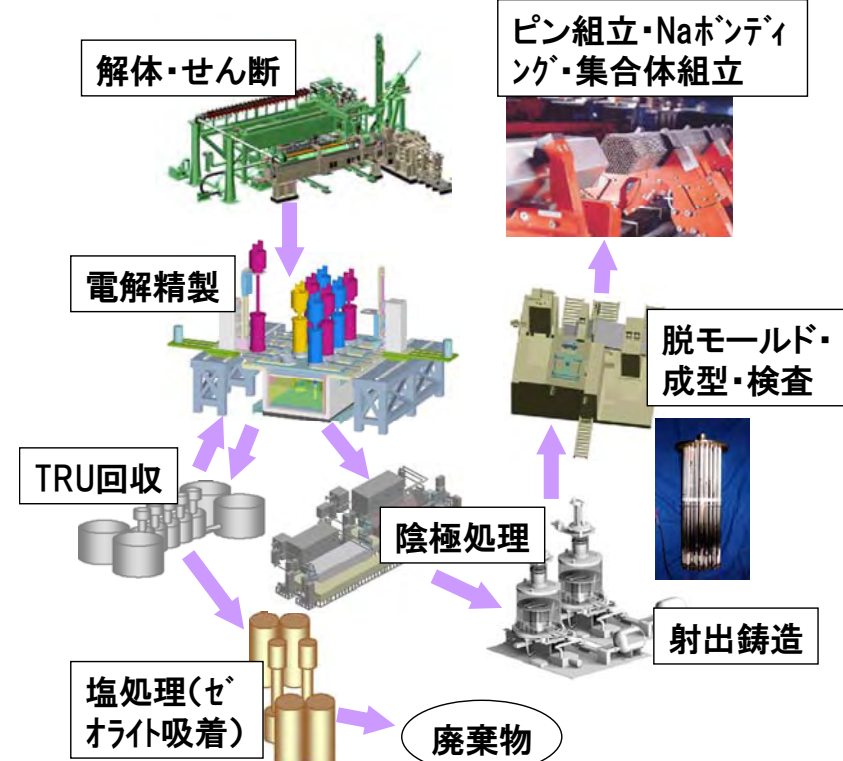 解体・せん断
ピン組立・Naﾎﾞﾝﾃﾞｨ
ﾝｸﾞ・集合体組立
電解精製
脱モールド・
成型・検査
TRU回収
陰極処理
射出鋳造
塩処理（ｾﾞ
ｵﾗｲﾄ吸着）
廃棄物